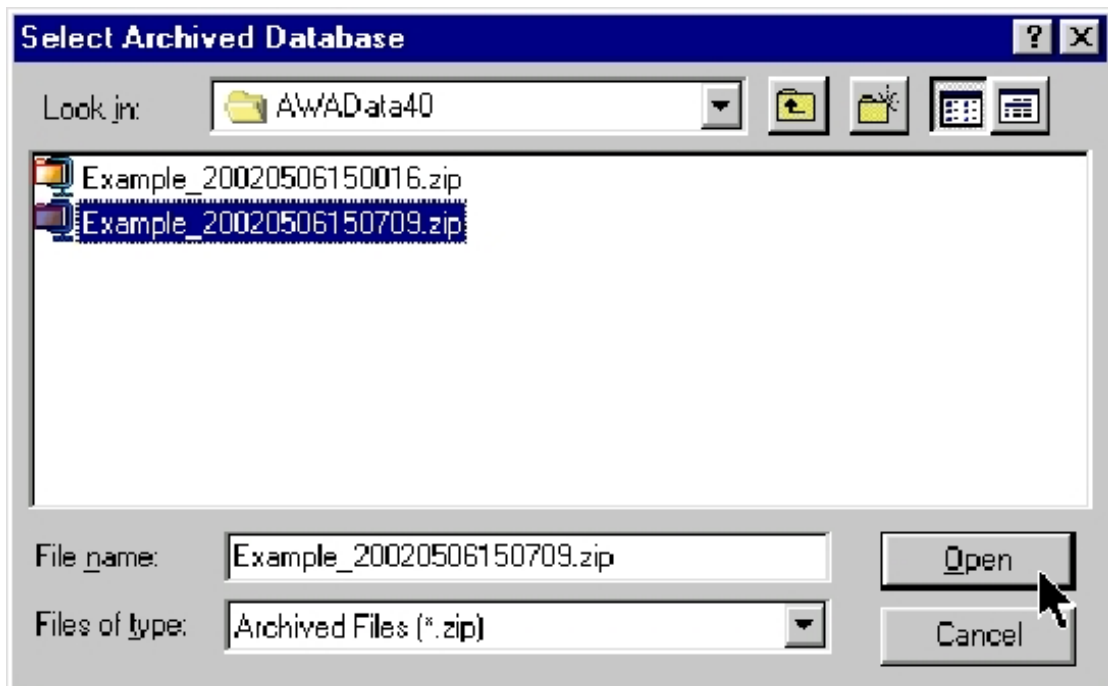 Select Archived Database
Look in: AWAData40
Example_20020506150016.zip
Example_20020506150709.zip
File name: Example_20020506150709.zip Open
Files of type: Archived Files (*.zip) Cancel